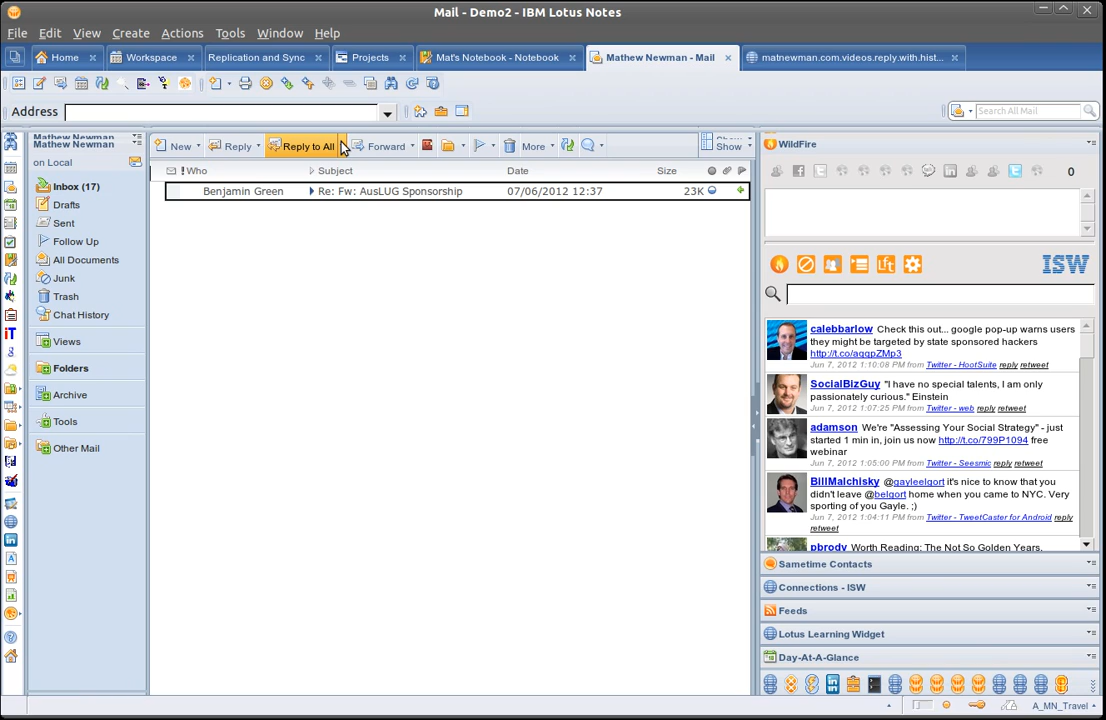 Mail - Demo2 - IBM Lotus Notes
File Edit View Create Actions Tools Window Help
Home Workspace Replication and Sync Projects Mat's Notebook - Notebook Mathew Newman - Mail matnewman.com.videos.reply.with.hist...
Address
Search All Mail
Mathew Newman
Mathew Newman
on Local
Inbox (17)
Drafts
Sent
Follow Up
All Documents
Junk
Trash
Chat History
Views
Folders
Archive
Tools
Other Mail
New Reply Reply to All Forward More Show
! Who Subject Date Size
Benjamin Green Re: Fw: AusLUG Sponsorship 07/06/2012 12:37 23K
WildFire
0
Lft
ISW
calebbarlow Check this out... google pop-up warns users
they might be targeted by state sponsored hackers
http://t.co/aqqpZMp3
Jun 7, 2012 1:10:08 PM from Twitter - HootSuite reply retweet
SocialBizGuy "I have no special talents, I am only
passionately curious." Einstein
Jun 7, 2012 1:07:25 PM from Twitter - web reply retweet
adamson We're "Assessing Your Social Strategy" - just
started 1 min in, join us now http://t.co/799P1094 free
webinar
Jun 7, 2012 1:05:00 PM from Twitter - Seesmic reply retweet
BillMalchisky @gayleelgort it's nice to know that you
didn't leave @belgort home when you came to NYC. Very
sporting of you Gayle. ;)
Jun 7, 2012 1:04:11 PM from Twitter - TweetCaster for Android reply
retweet
pbrody Worth Reading: The Not So Golden Years.
Sametime Contacts
Connections - ISW
Feeds
Lotus Learning Widget
Day-At-A-Glance
A_MN_Travel